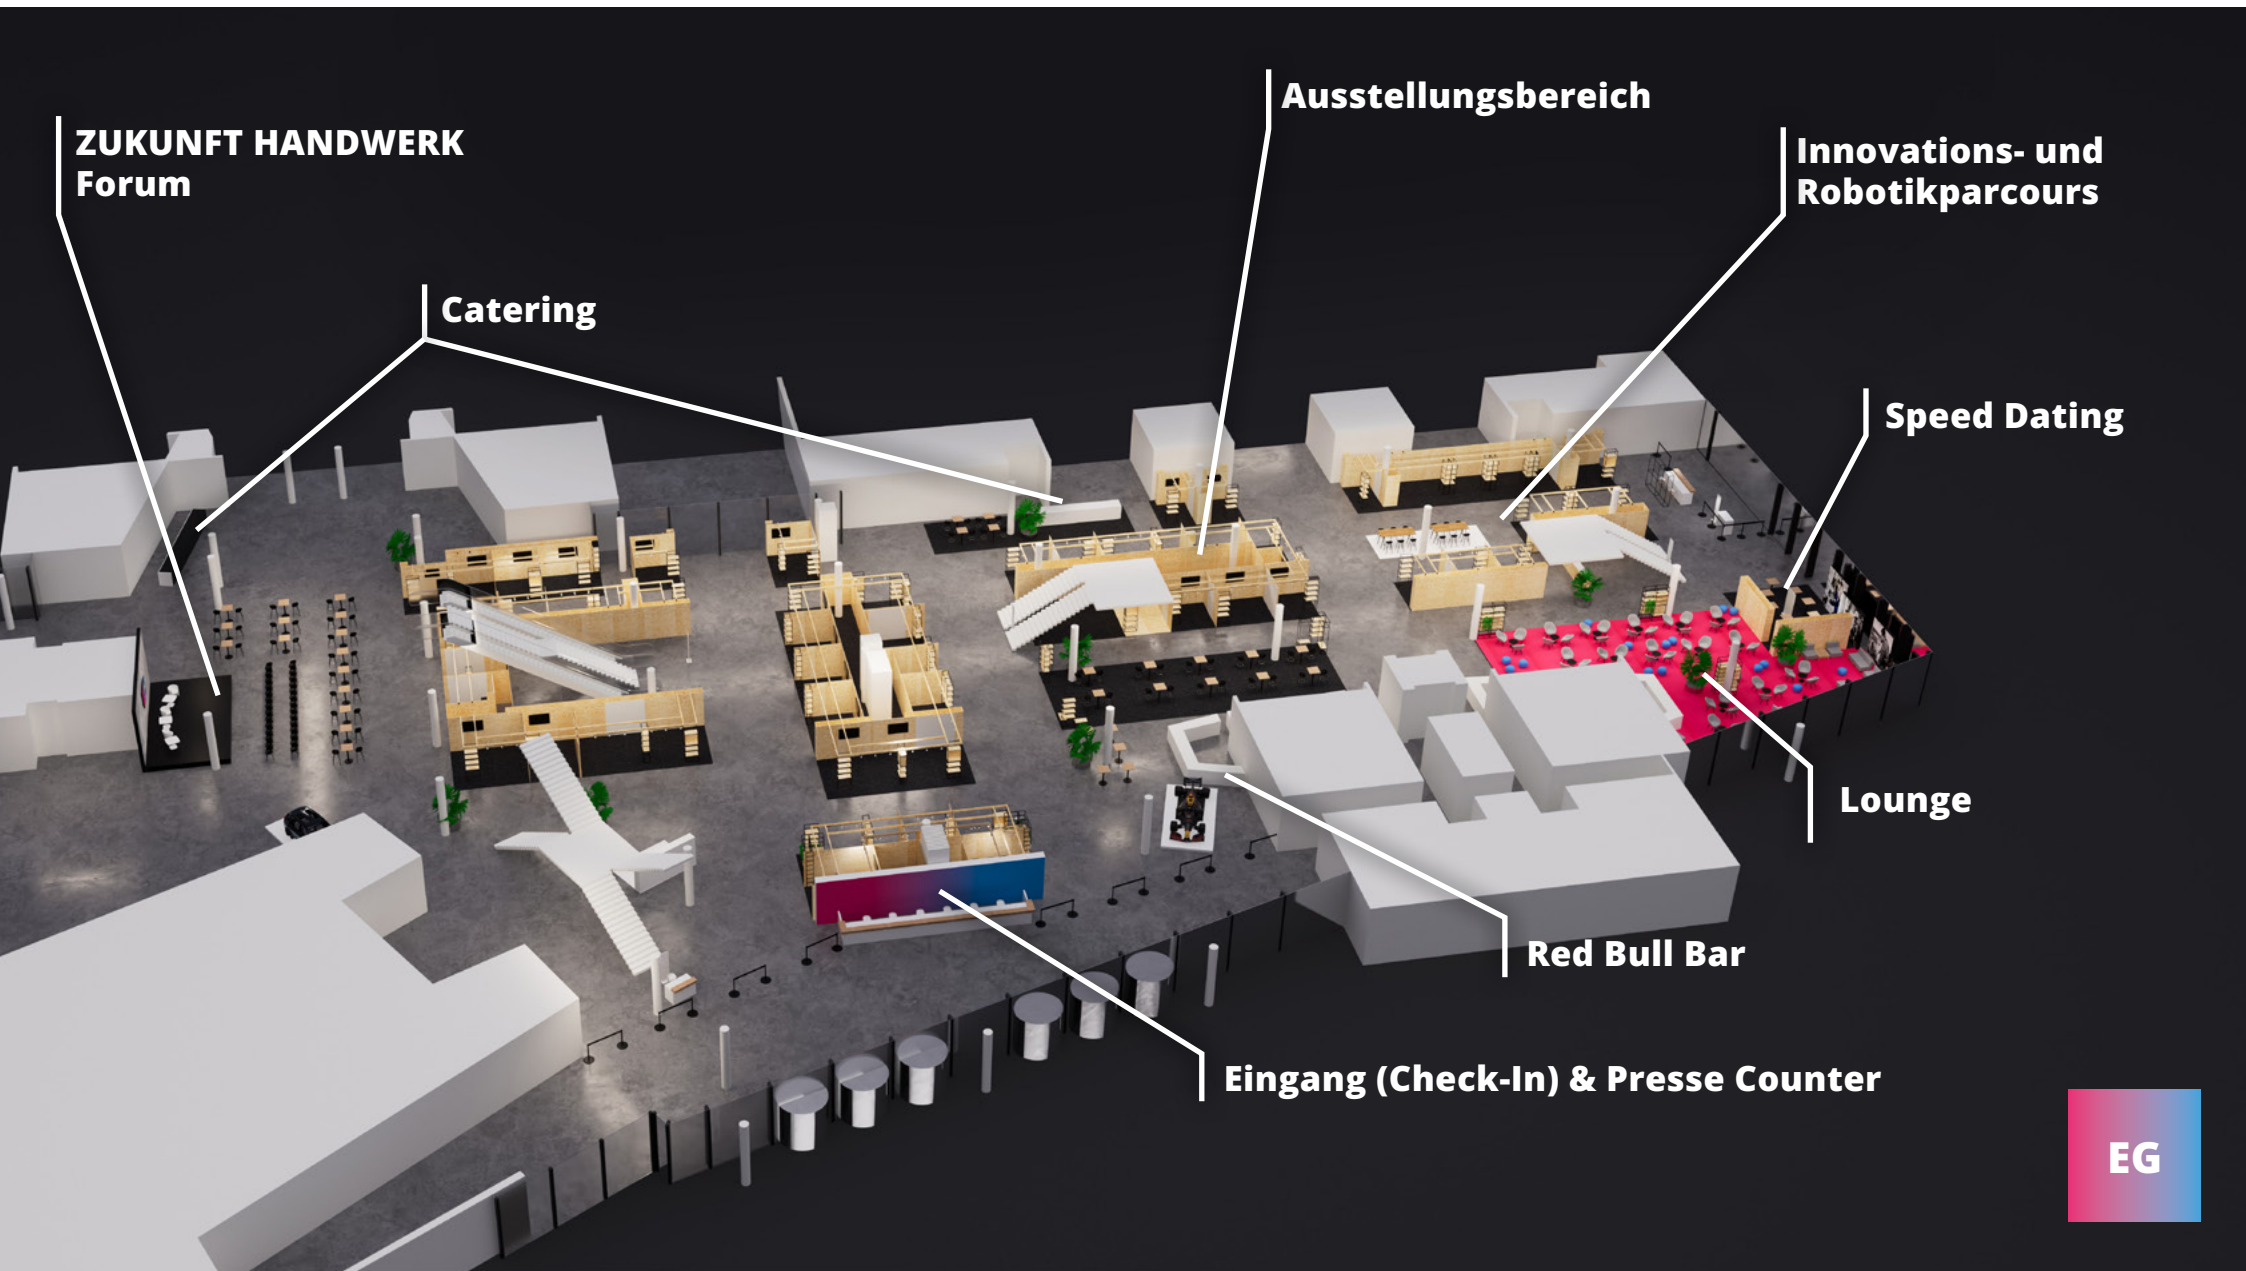 Ausstellungsbereich
ZUKUNFT HANDWERK
Forum
Innovations- und
Robotikparcours
Catering
Speed Dating
Lounge
Red Bull Bar
Eingang (Check-In) & Presse Counter
EG